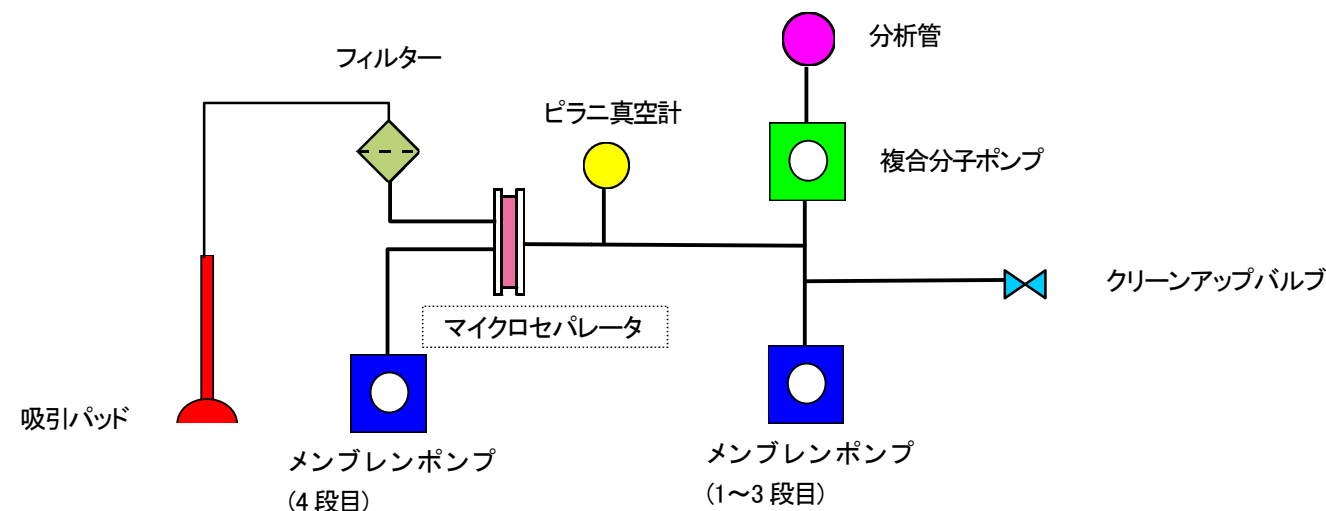 分析管
フィルター
ピラニ真空計
複合分子ポンプ
クリーンアップバルブ
マイクロセパレータ
吸引パッド
メンブレンポンプ
(4 段目)
メンブレンポンプ
(1～3 段目)